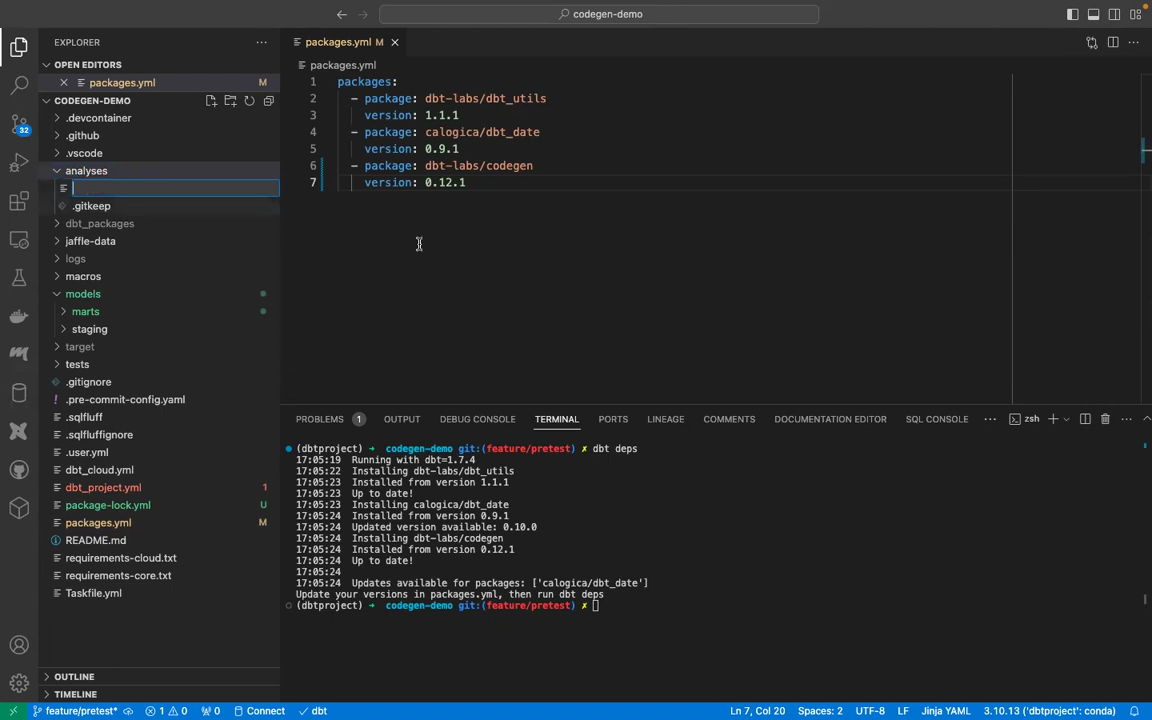 codegen-demo
EXPLORER
packages.yml M
OPEN EDITORS
packages.yml M
packages.yml
CODEGEN-DEMO
.devcontainer
.github
.vscode
analyses
.gitkeep
dbt_packages
jaffle-data
logs
macros
models
marts
staging
target
tests
.gitignore
.pre-commit-config.yaml
.sqlfluff
.sqlfluffignore
.user.yml
dbt_cloud.yml
dbt_project.yml 1
package-lock.yml U
packages.yml M
README.md
requirements-cloud.txt
requirements-core.txt
Taskfile.yml
OUTLINE
TIMELINE
32
1 packages:
2 - package: dbt-labs/dbt_utils
3 version: 1.1.1
4 - package: calogica/dbt_date
5 version: 0.9.1
6 - package: dbt-labs/codegen
7 version: 0.12.1
PROBLEMS 1 OUTPUT DEBUG CONSOLE TERMINAL PORTS LINEAGE COMMENTS DOCUMENTATION EDITOR SQL CONSOLE zsh
(dbtproject) ➜ codegen-demo git:(feature/pretest) ✗ dbt deps
17:05:19 Running with dbt=1.7.4
17:05:22 Installing dbt-labs/dbt_utils
17:05:23 Installed from version 1.1.1
17:05:23 Up to date!
17:05:23 Installing calogica/dbt_date
17:05:24 Installed from version 0.9.1
17:05:24 Updated version available: 0.10.0
17:05:24 Installing dbt-labs/codegen
17:05:24 Installed from version 0.12.1
17:05:24 Up to date!
17:05:24
17:05:24 Updates available for packages: ['calogica/dbt_date']
Update your versions in packages.yml, then run dbt deps
(dbtproject) ➜ codegen-demo git:(feature/pretest) ✗
feature/pretest* 1 0 0 Connect dbt Ln 7, Col 20 Spaces: 2 UTF-8 LF Jinja YAML 3.10.13 ('dbtproject': conda)